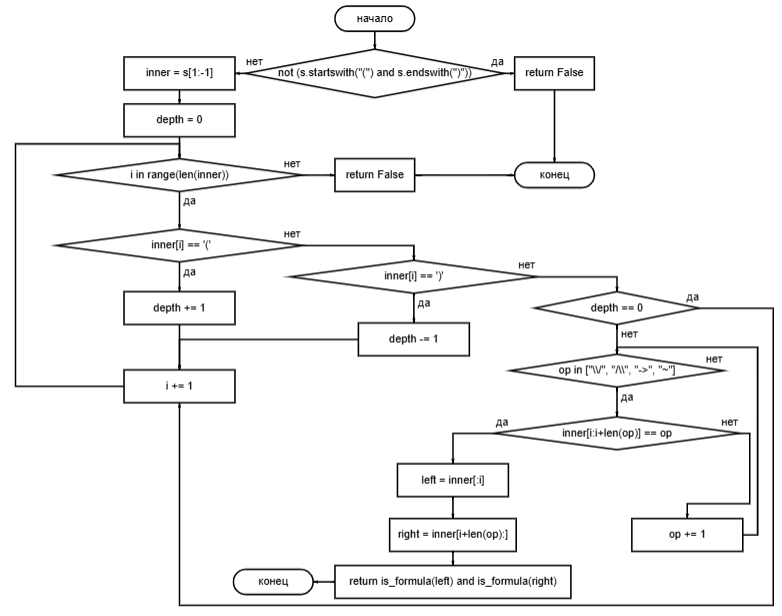 начало
нет
not (s.startswith("(") and s.endswith(")"))
да
inner = s[1:-1]
return False
depth = 0
i in range(len(inner))
нет
return False
конец
да
inner[i] == '('
нет
да
inner[i] == ')'
нет
depth += 1
да
depth == 0
да
depth -= 1
нет
i += 1
op in ["\\/", "/\\", "->", "~"]
нет
да
да
inner[i:i+len(op)] == op
нет
left = inner[:i]
right = inner[i+len(op):]
op += 1
конец
return is_formula(left) and is_formula(right)